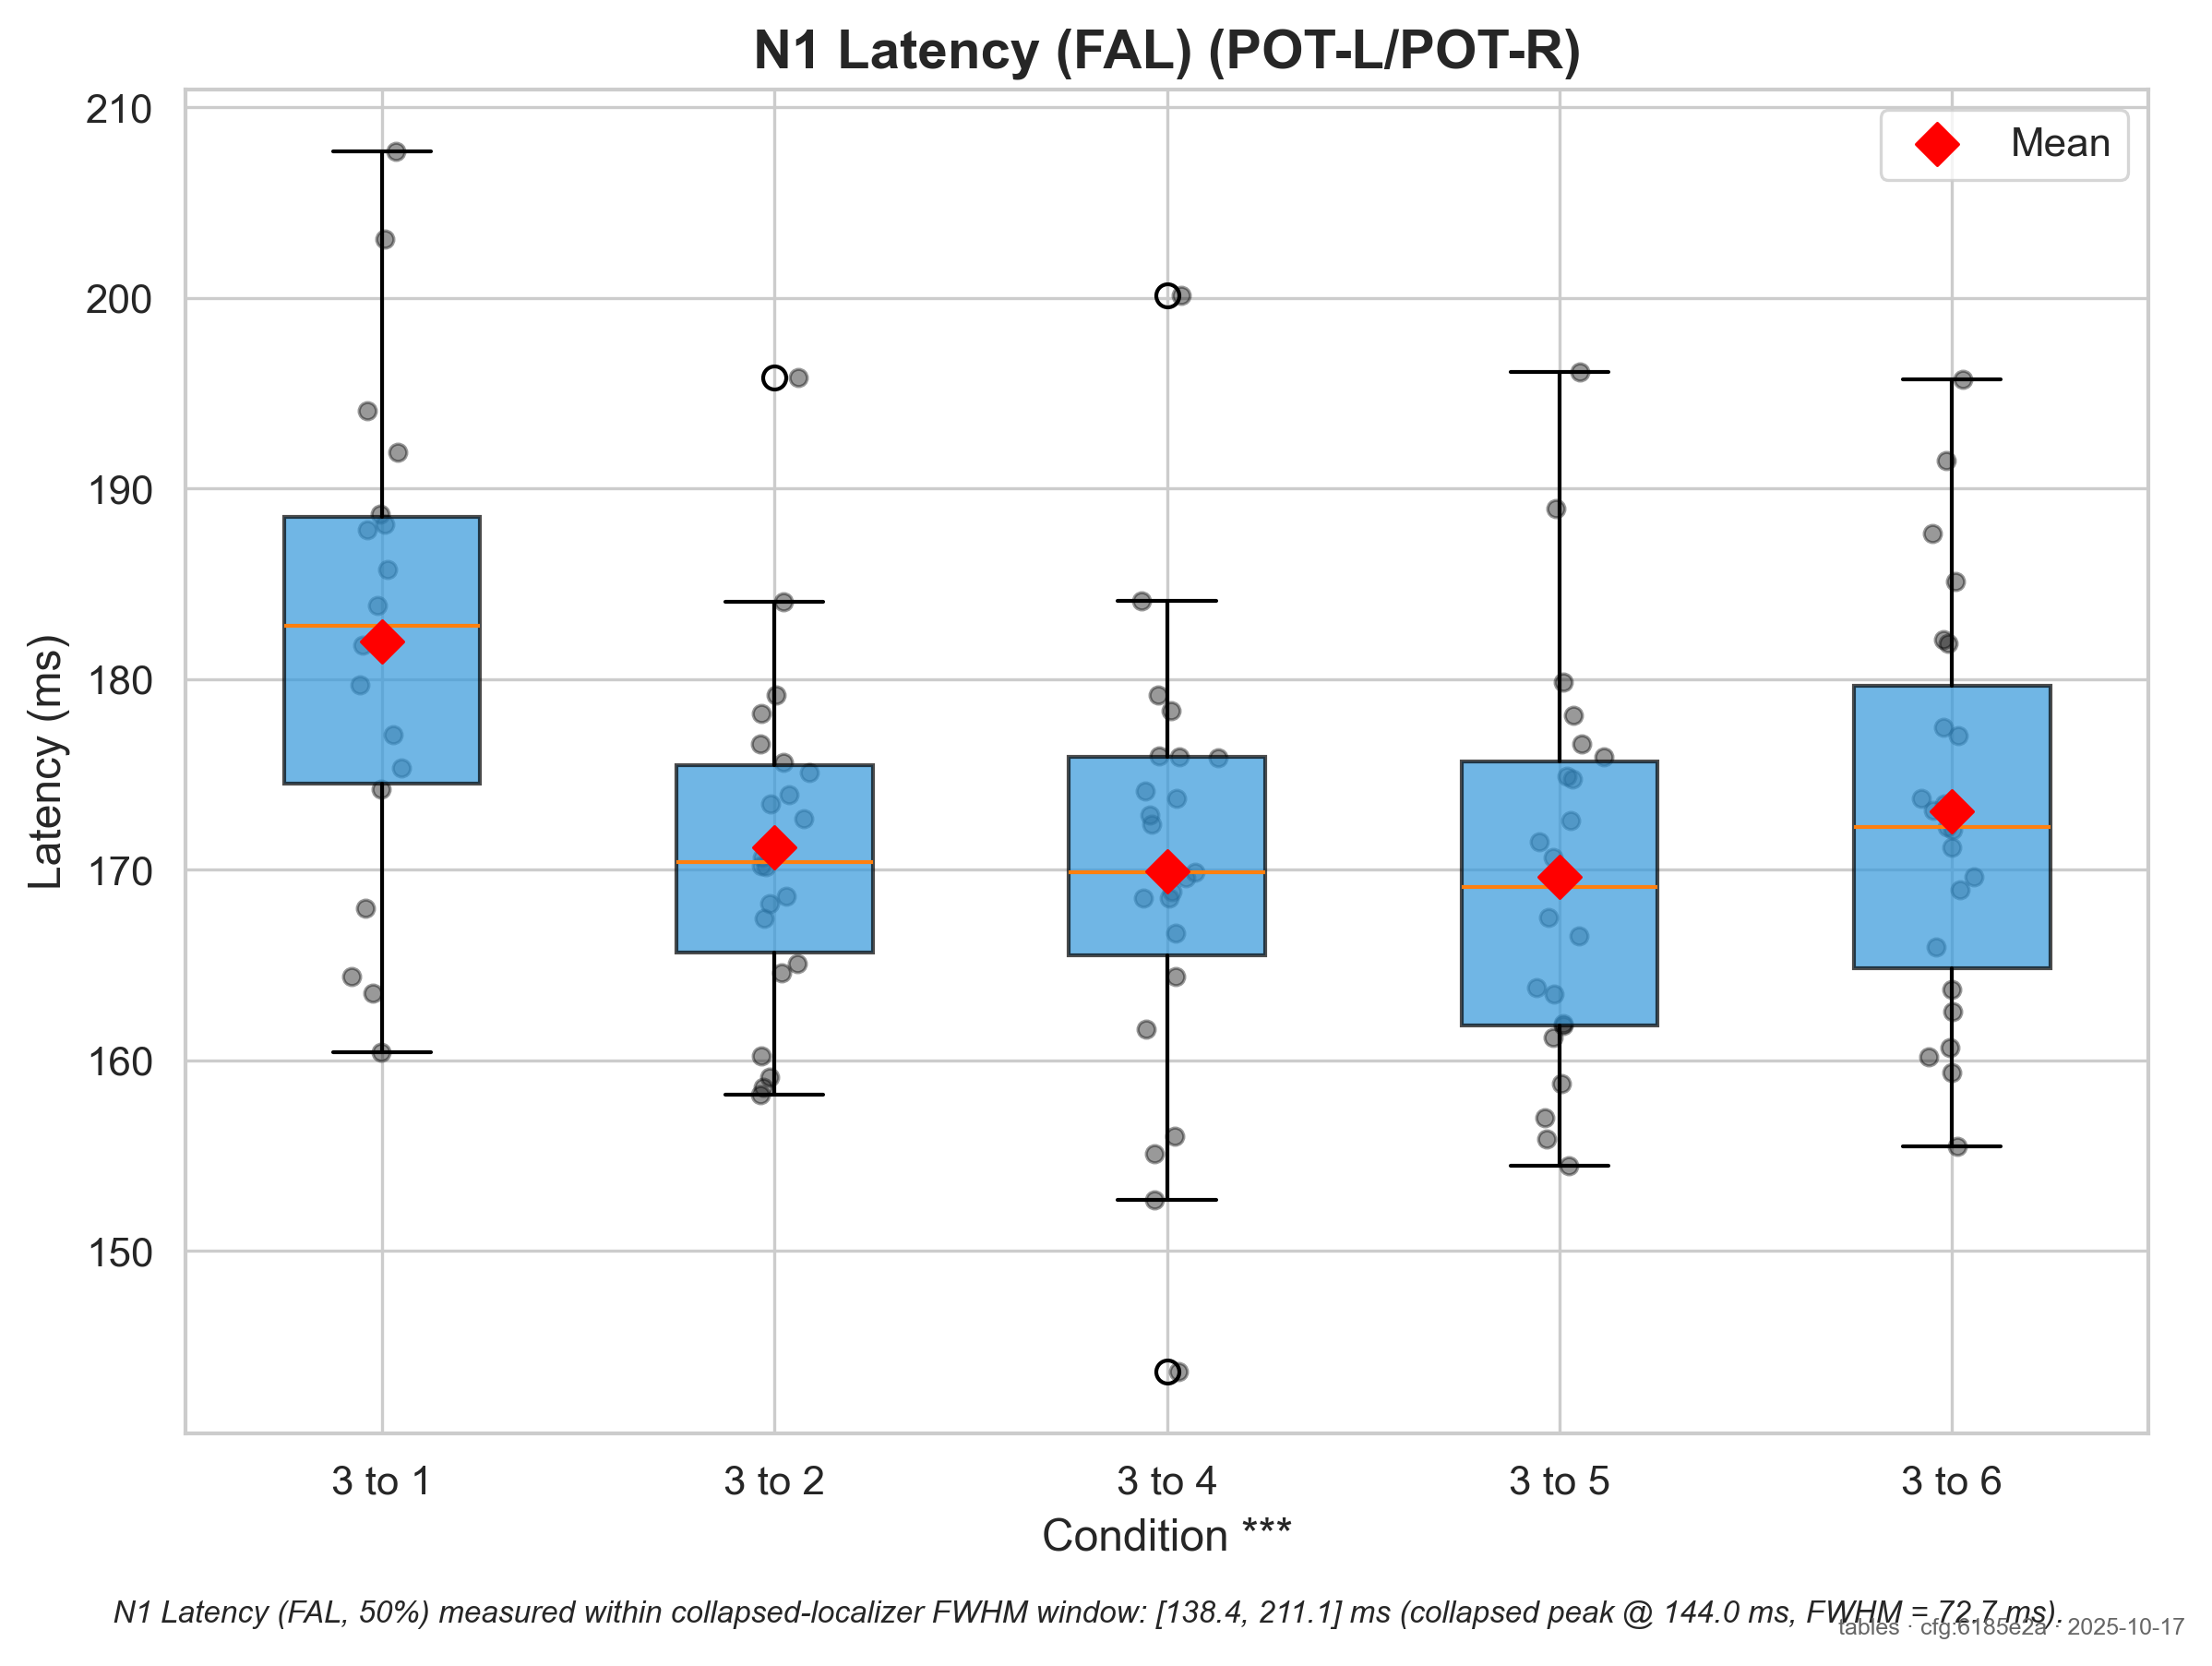 N1 Latency (FAL) (POT-L/POT-R)
Mean
Latency (ms)
210
200
190
180
170
160
150
3 to 1 3 to 2 3 to 4 3 to 5 3 to 6
Condition ***
N1 Latency (FAL, 50%) measured within collapsed-localizer FWHM window: [138.4, 211.1] ms (collapsed peak @ 144.0 ms, FWHM = 72.7 ms).
tables · cfg:6185e2a · 2025-10-17